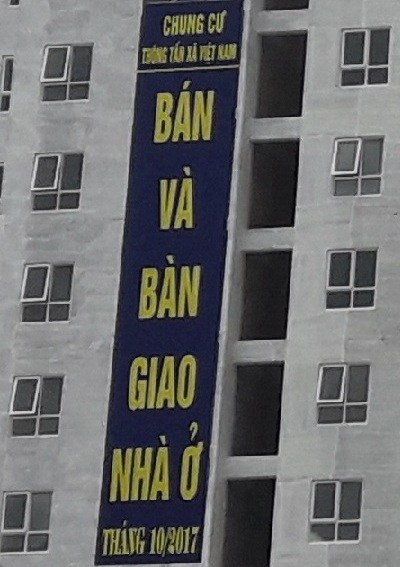 CHUNG CƯ
THÔNG TẤN XÃ VIỆT NAM
BÁN
VÀ
BÀN
GIAO
NHÀ Ở
THÁNG 10/2017